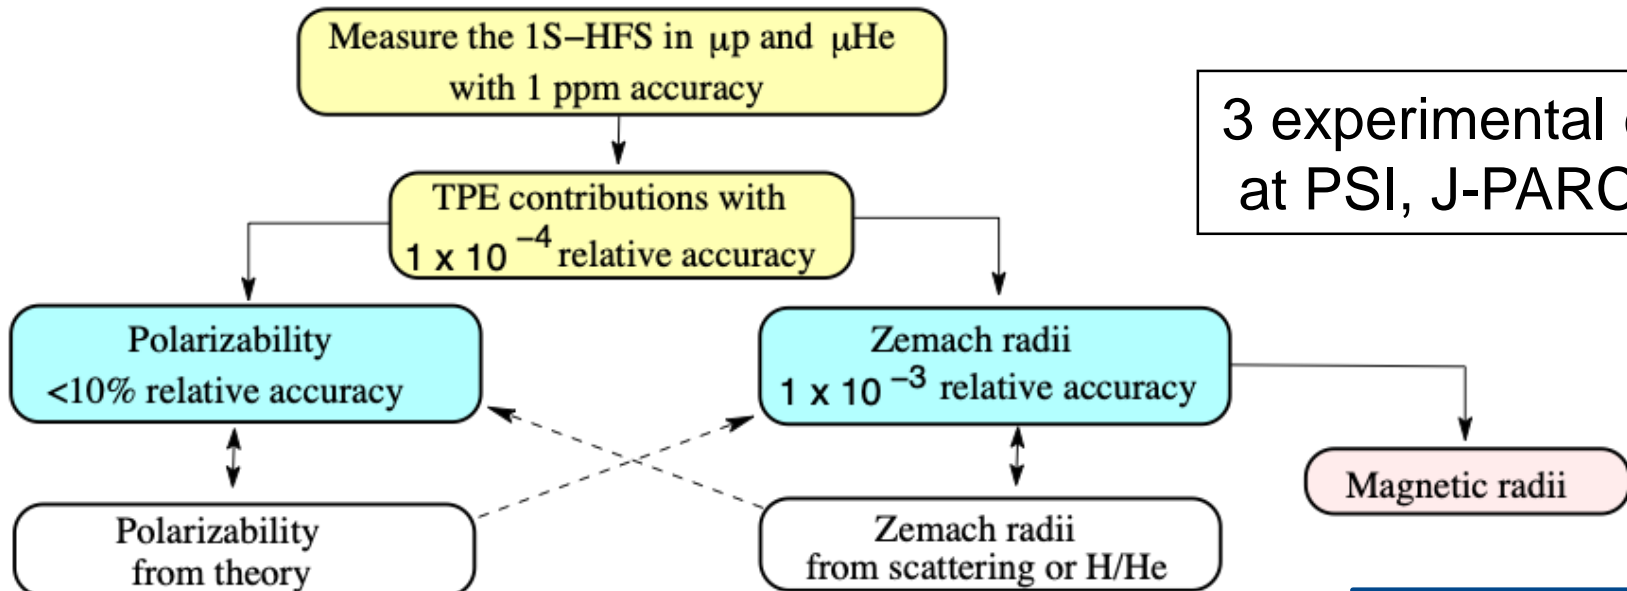 Measure the 1S–HFS in μp and μHe
with 1 ppm accuracy
3 experimental
at PSI, J-PARC
TPE contributions with
1 x 10 ⁻⁴ relative accuracy
Polarizability
<10% relative accuracy
Zemach radii
1 x 10 ⁻³ relative accuracy
Magnetic radii
Polarizability
from theory
Zemach radii
from scattering or H/He